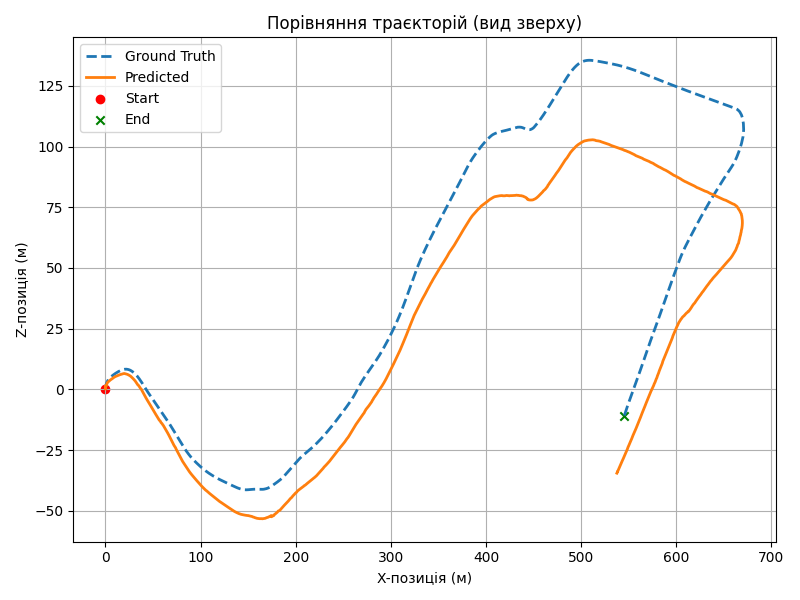 Порівняння траєкторій (вид зверху)
Ground Truth
Predicted
Start
End
Z-позиція (м)
125
100
75
50
25
0
−25
−50
0 100 200 300 400 500 600 700
X-позиція (м)